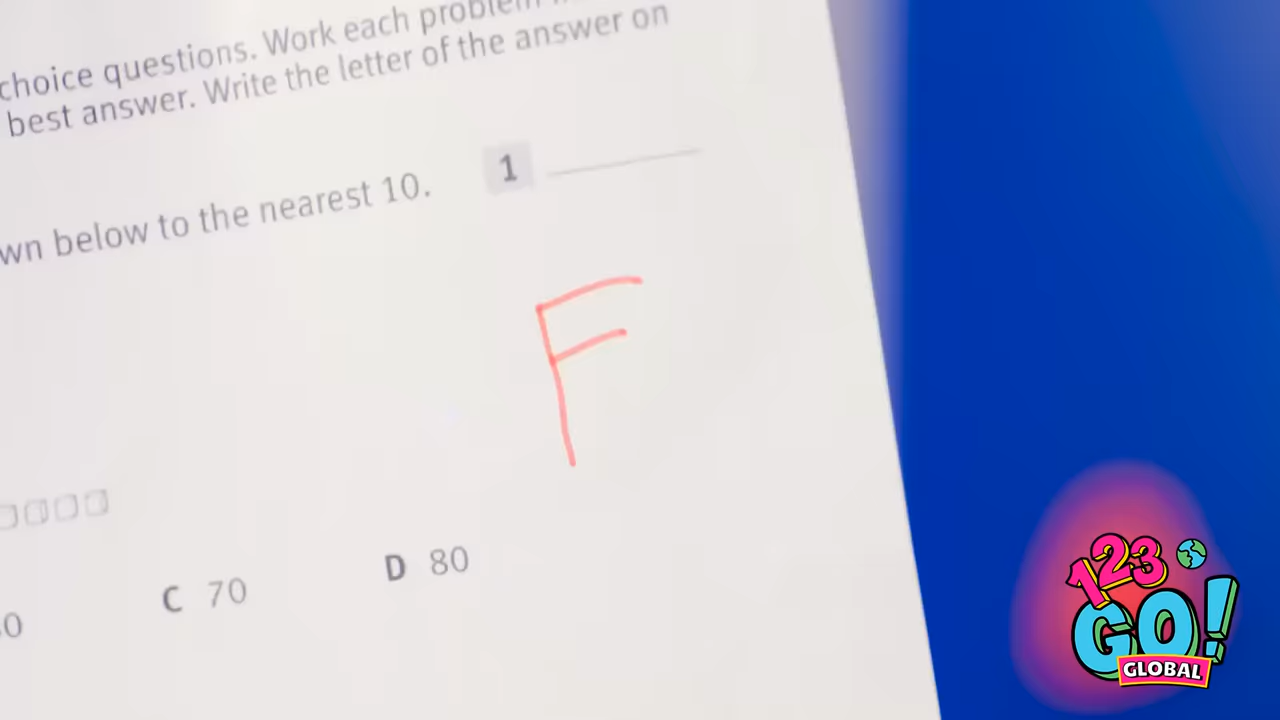 choice questions. Work each problem
best answer. Write the letter of the answer on
1
below to the nearest 10.
F
C 70
D 80
123
GO!
GLOBAL